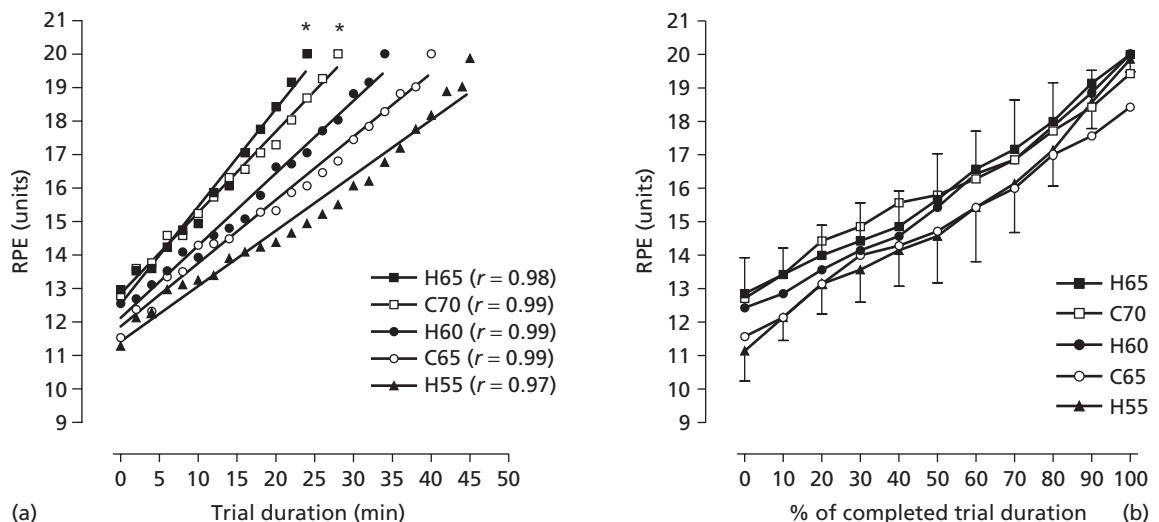 21
20
19
18
17
16
15
14
13
12
11
10
9
RPE (units)
* *
H65 (r = 0.98)
C70 (r = 0.99)
H60 (r = 0.99)
C65 (r = 0.99)
H55 (r = 0.97)
0 5 10 15 20 25 30 35 40 45 50
(a) Trial duration (min)
21
20
19
18
17
16
15
14
13
12
11
10
9
RPE (units)
H65
C70
H60
C65
H55
0 10 20 30 40 50 60 70 80 90 100
% of completed trial duration (b)